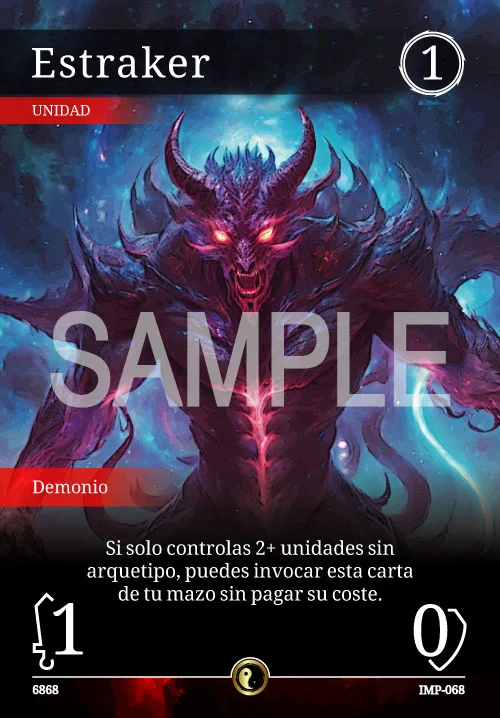 Estraker
1
UNIDAD
SAMPLE
Demonio
Si solo controlas 2+ unidades sin
arquetipo, puedes invocar esta carta
de tu mazo sin pagar su coste.
1
0
6868
IMP-068